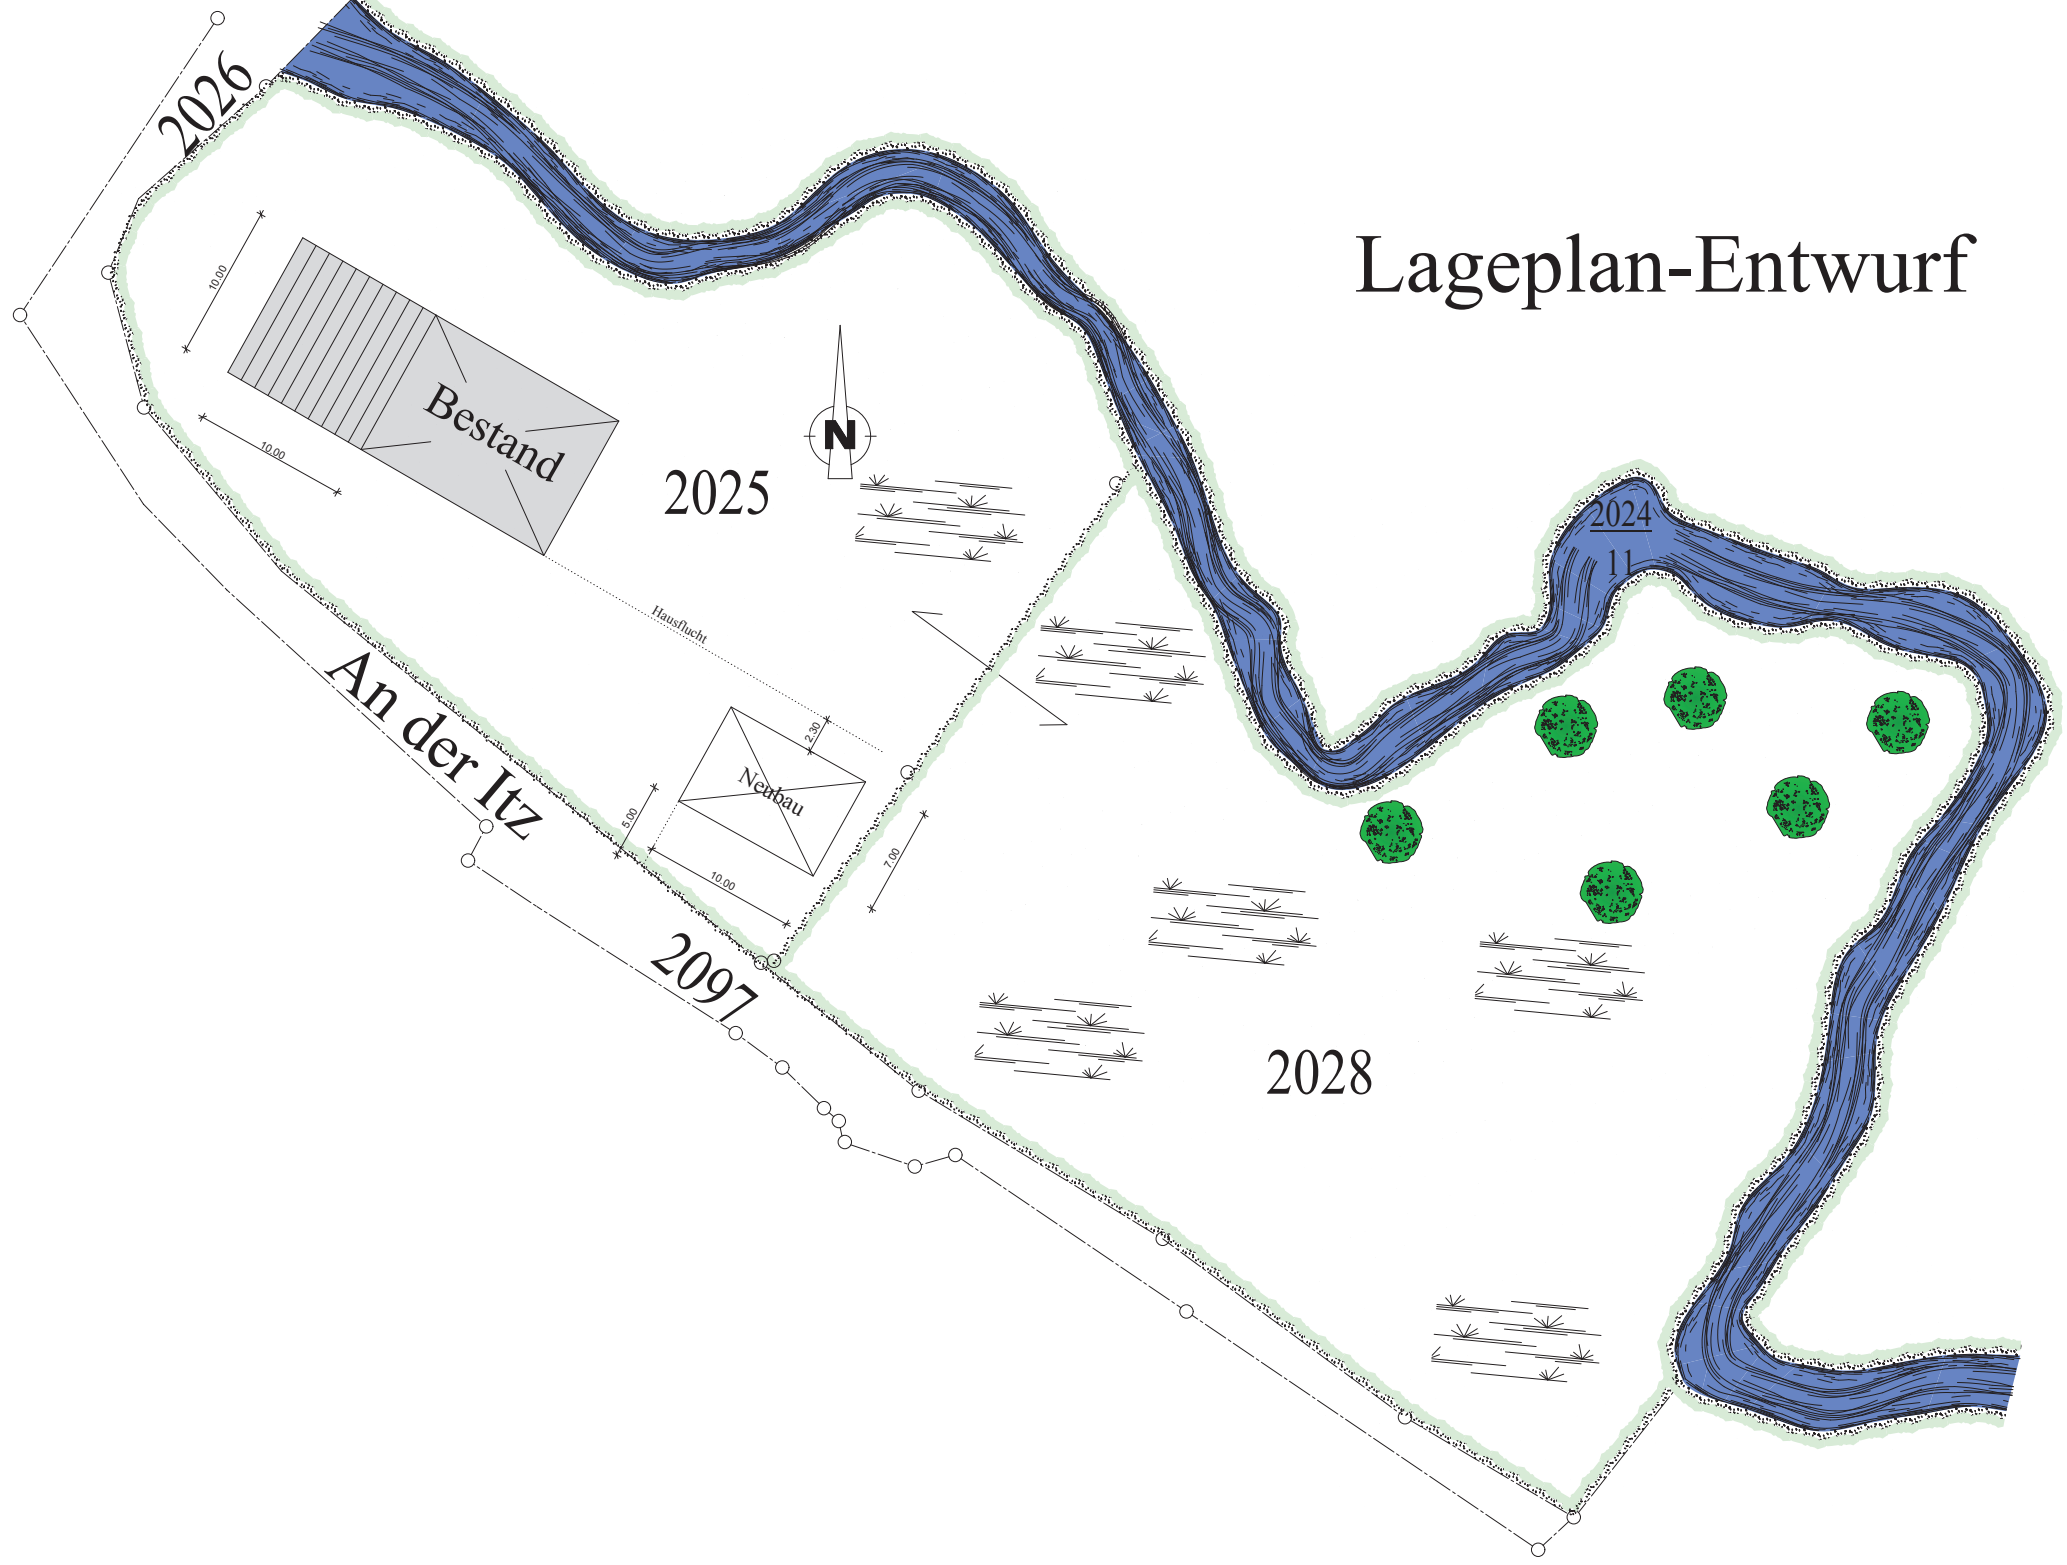 2026
Lageplan-Entwurf
10.00
Bestand
N
10.00
2025
2024
11
Hausflucht
An der Itz
2.30
Neubau
5.00
7.00
10.00
2097
2028